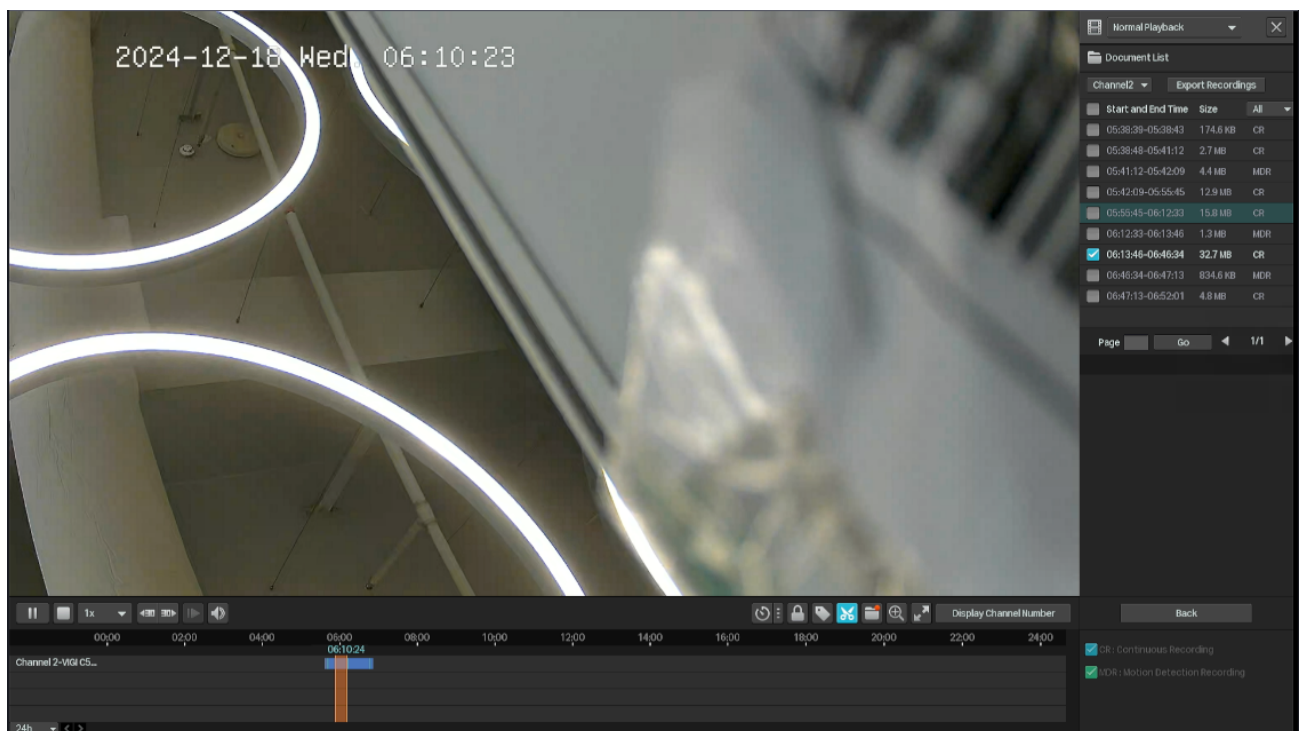 2024-12-18 Wed 06:10:23
Normal Playback
Document List
Channel2 Export Recordings
Start and End Time Size All
05:38:39-05:38:43 174.6 KB CR
05:38:48-05:41:12 2.7 MB CR
05:41:12-05:42:09 4.4 MB MDR
05:42:09-05:55:45 12.9 MB CR
05:55:45-06:12:33 15.8 MB CR
06:12:33-06:13:46 1.3 MB MDR
06:13:46-06:46:34 32.7 MB CR
06:46:34-06:47:13 834.6 KB MDR
06:47:13-06:52:01 4.8 MB CR
Page Go 1/1
1x 30 30 Display Channel Number Back
00:00 02:00 04:00 06:00 08:00 10:00 12:00 14:00 16:00 18:00 20:00 22:00 24:00
06:10:24
Channel 2-VIGI C5...
CR: Continuous Recording
MDR: Motion Detection Recording
24h